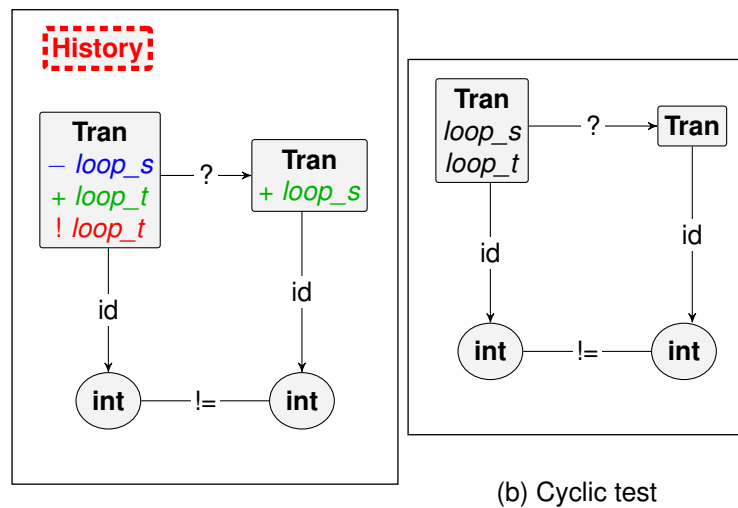 History
Tran
− loop_s
+ loop_t
! loop_t
?
Tran
+ loop_s
id
id
int
!=
int
Tran
loop_s
loop_t
?
Tran
id
id
int
!=
int
(b) Cyclic test